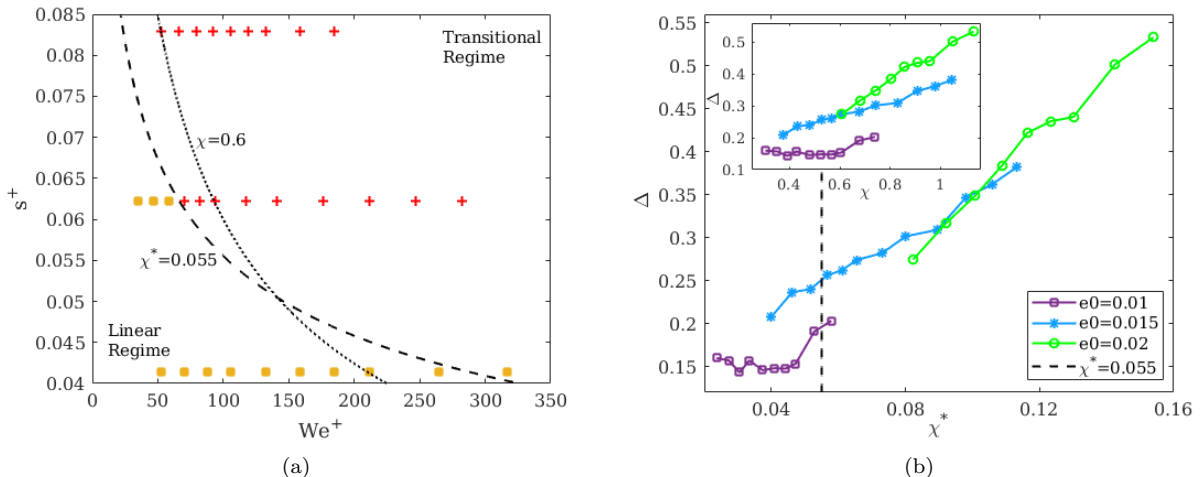 0.085
0.08
0.075
0.07
0.065
0.06
0.055
0.05
0.045
0.04
s+
0
50
100
150
200
250
300
350
We+
Transitional
Regime
χ=0.6
χ*=0.055
Linear
Regime
(a)
0.55
0.5
0.45
0.4
0.35
0.3
0.25
0.2
0.15
Δ
0.04
0.08
0.12
0.16
χ*
0.5
0.4
0.3
0.2
0.1
Δ
0.4
0.6
0.8
1
χ
e0=0.01
e0=0.015
e0=0.02
χ*=0.055
(b)